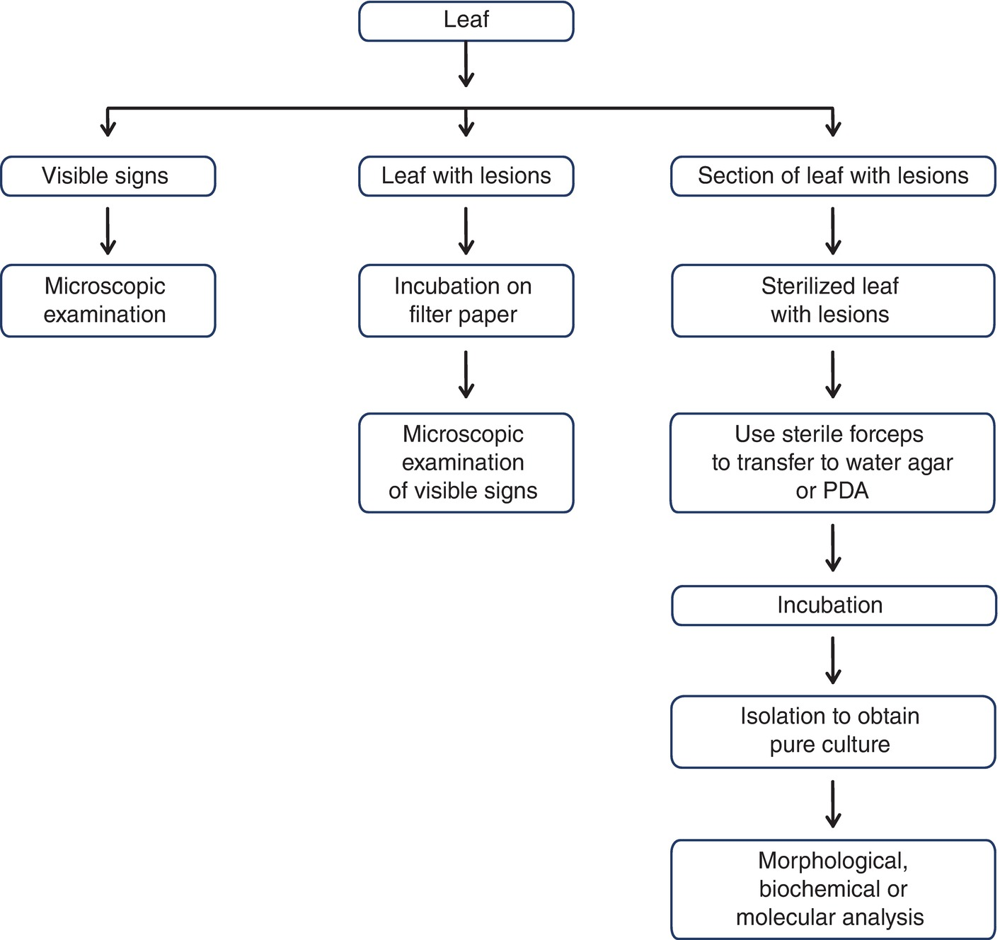 Leaf
Visible signs
Leaf with lesions
Section of leaf with lesions
Microscopic
examination
Incubation on
filter paper
Sterilized leaf
with lesions
Microscopic
examination
of visible signs
Use sterile forceps
to transfer to water agar
or PDA
Incubation
Isolation to obtain
pure culture
Morphological,
biochemical or
molecular analysis